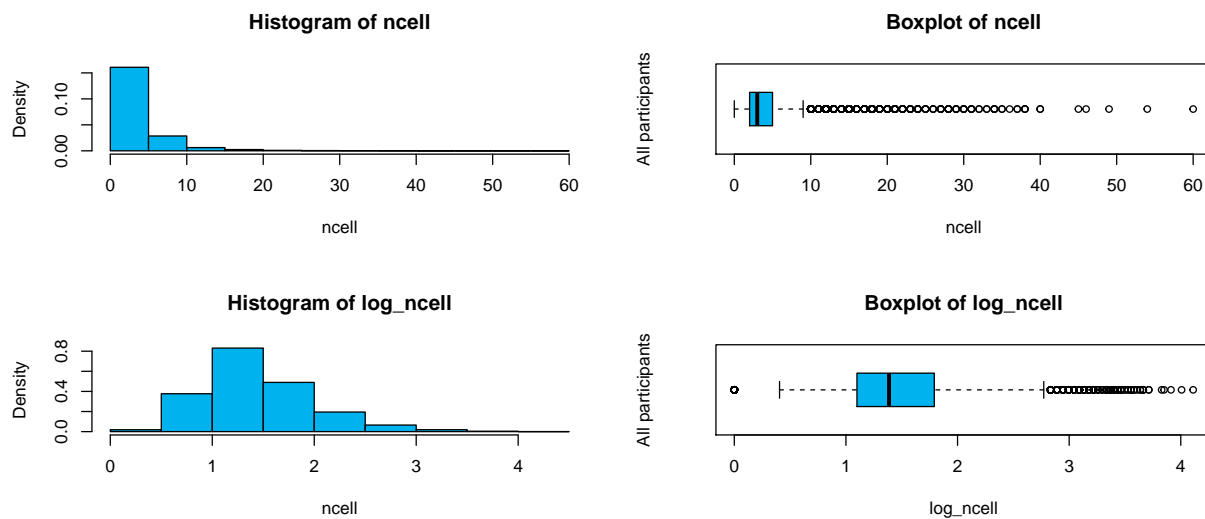 Histogram of ncell
Density
0.00 0.10
0 10 20 30 40 50 60
ncell
Boxplot of ncell
All participants
0 10 20 30 40 50 60
ncell
Histogram of log_ncell
Density
0.0 0.4 0.8
0 1 2 3 4
ncell
Boxplot of log_ncell
All participants
0 1 2 3 4
log_ncell